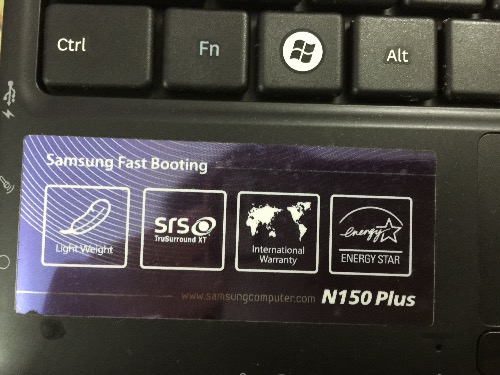 Ctrl
Fn
Alt
Samsung Fast Booting
Light Weight
SRS
TruSurround XT
International
Warranty
energy
ENERGY STAR
www.samsungcomputer.com
N150 Plus